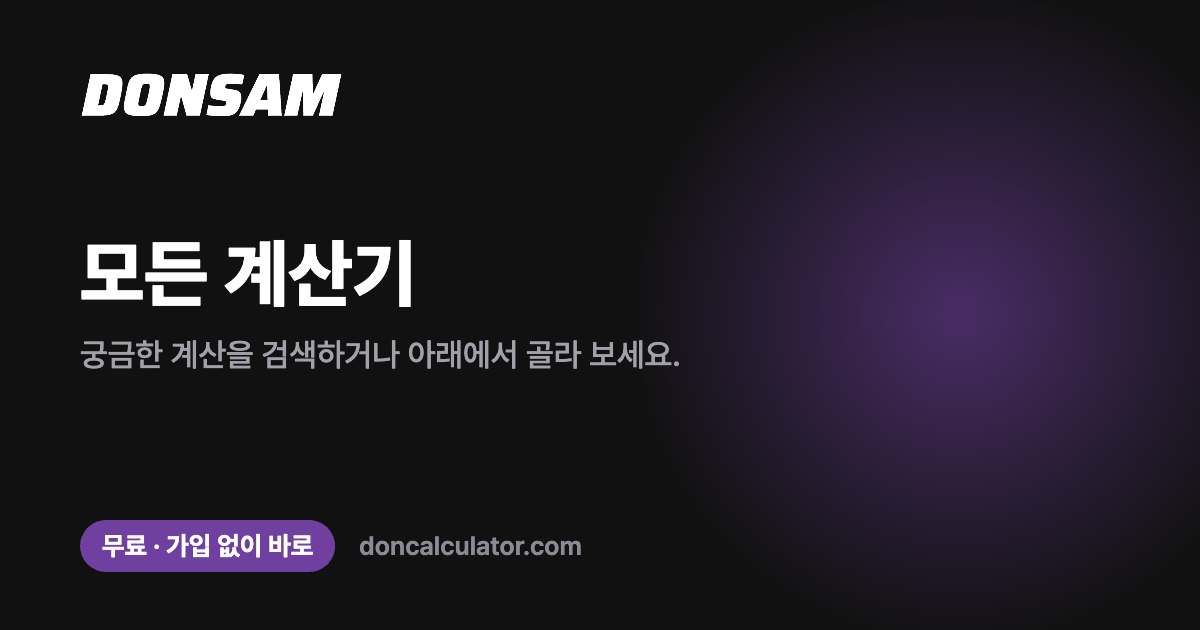 DONSAM
모든 계산기
궁금한 계산을 검색하거나 아래에서 골라 보세요.
무료 · 가입 없이 바로
doncalculator.com